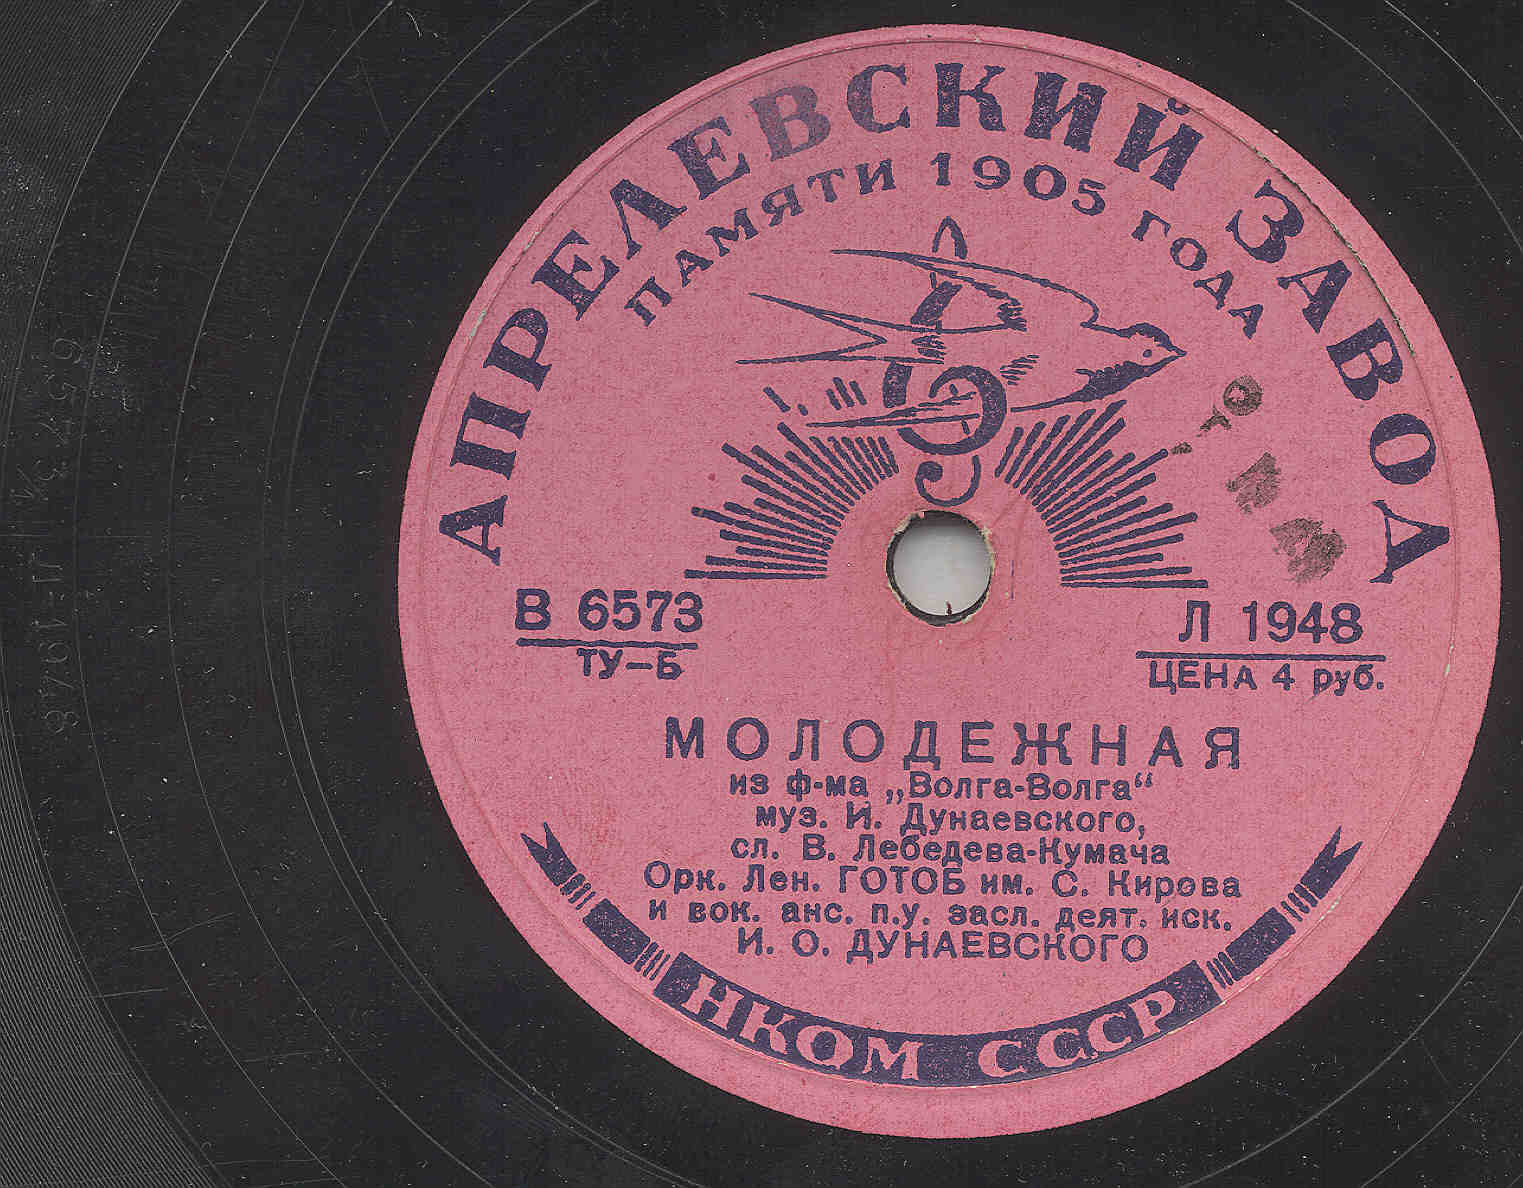 АПРЕЛЕВСКИЙ ЗАВОД
ПАМЯТИ 1905 ГОДА
В 6573
ТУ–Б
Л 1948
ЦЕНА 4 руб.
МОЛОДЕЖНАЯ
из ф-ма „Волга-Волга“
муз. И. Дунаевского,
сл. В. Лебедева-Кумача
Орк. Лен. ГОТОБ им. С. Кирова
и вок. анс. п.у. засл. деят. иск.
И. О. ДУНАЕВСКОГО
НКОМ СССР